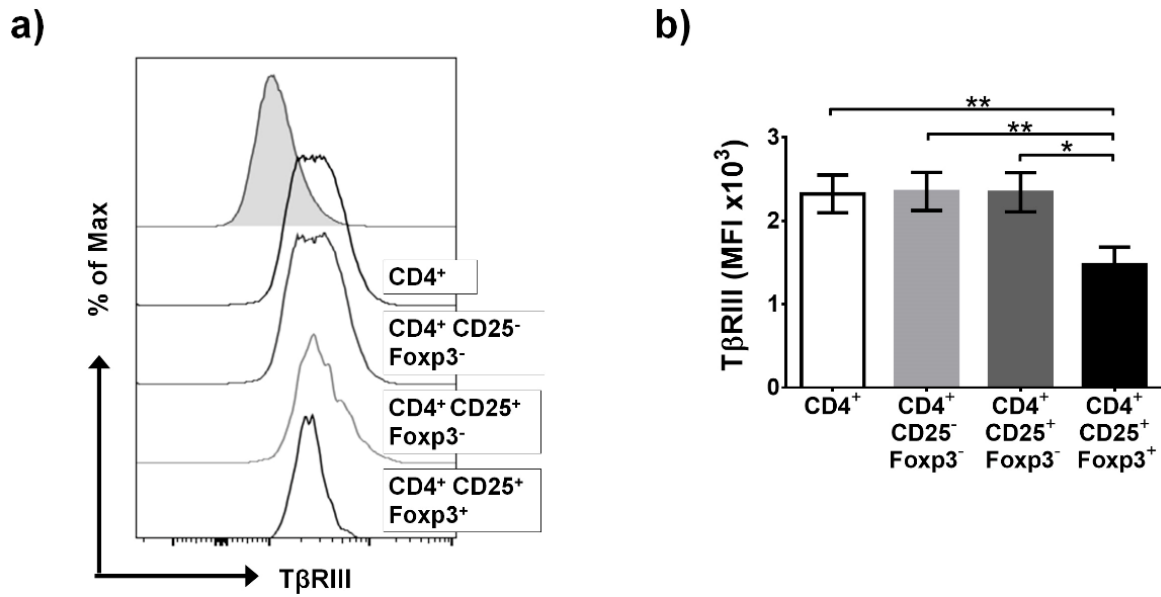 a)
% of Max
CD4⁺
CD4⁺ CD25⁻
Foxp3⁻
CD4⁺ CD25⁺
Foxp3⁻
CD4⁺ CD25⁺
Foxp3⁺
TβRIII
b)
**
**
*
TβRIII (MFI x10³)
3
2
1
0
CD4⁺
CD4⁺
CD25⁻
Foxp3⁻
CD4⁺
CD25⁺
Foxp3⁻
CD4⁺
CD25⁺
Foxp3⁺